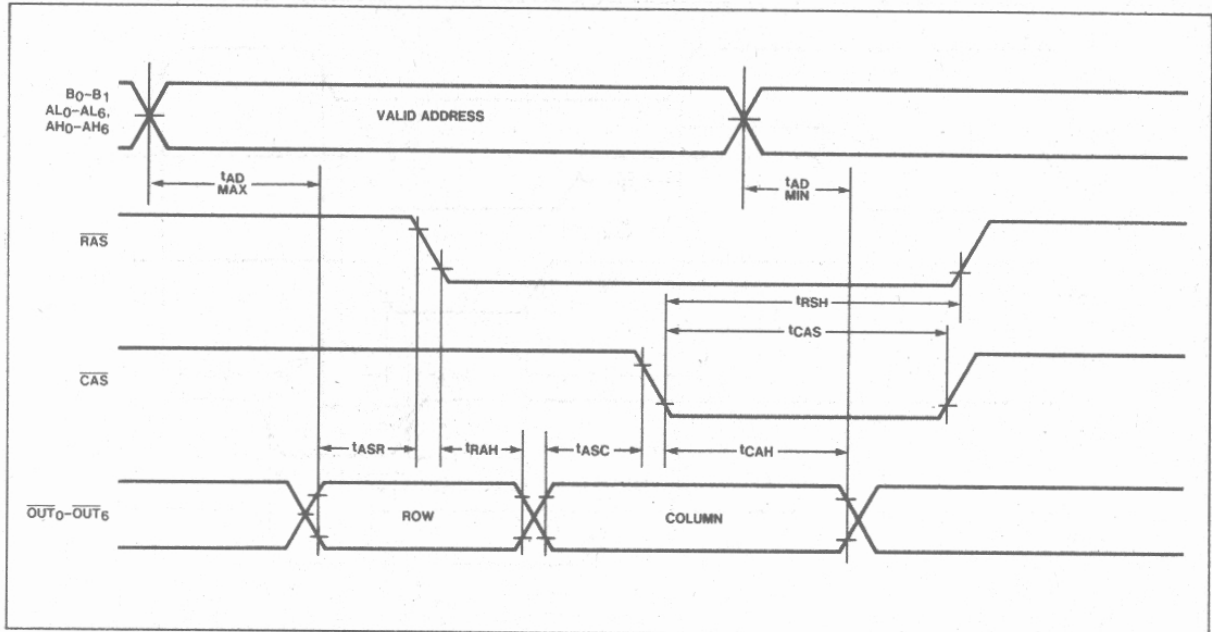 B0–B1
AL0–AL6,
AH0–AH6
VALID ADDRESS
tAD
MAX
tAD
MIN
RAS
tRSH
tCAS
CAS
tASR
tRAH
tASC
tCAH
OUT0–OUT6
ROW
COLUMN